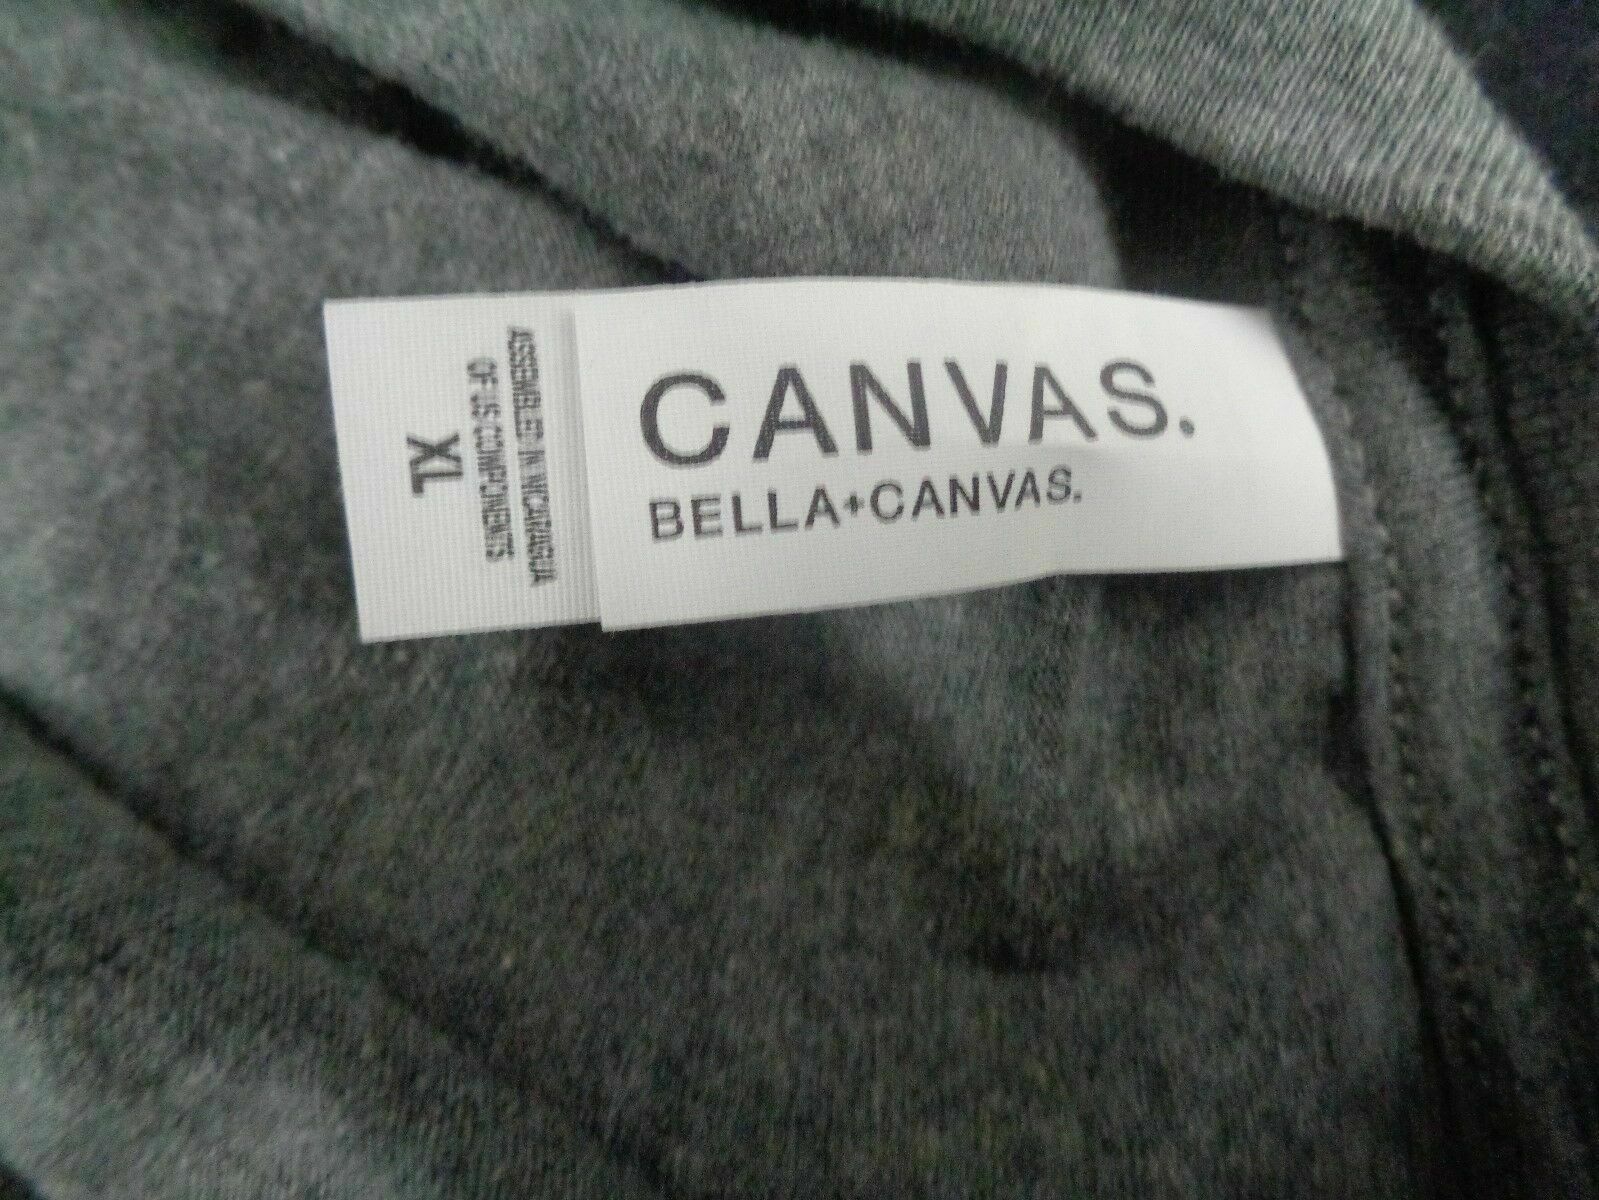 CANVAS.
BELLA+CANVAS.
XL
ASSEMBLED IN NICARAGUA
OF US COMPONENTS